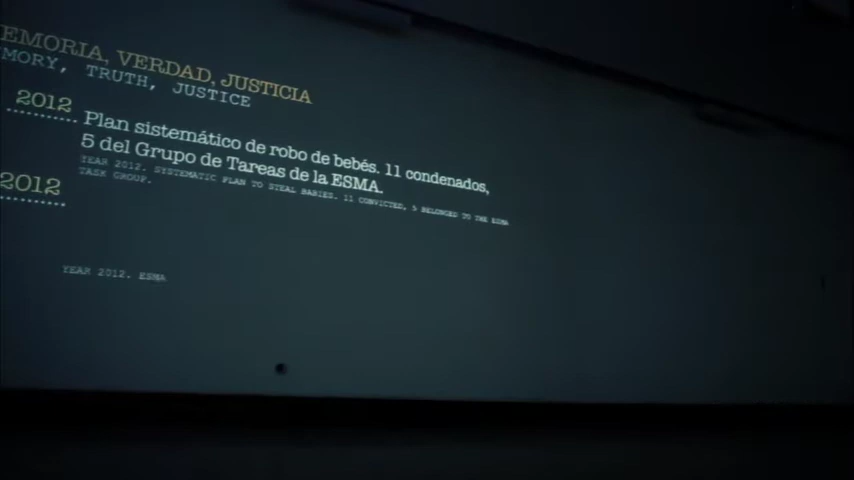 EMORIA, VERDAD, JUSTICIA
MORY, TRUTH, JUSTICE
2012
Plan sistemático de robo de bebés. 11 condenados,
5 del Grupo de Tareas de la ESMA.
YEAR 2012. SYSTEMATIC PLAN TO STEAL BABIES. 11 CONVICTED, 5 BELONGED TO THE ESMA
TASK GROUP.
2012
YEAR 2012. ESMA